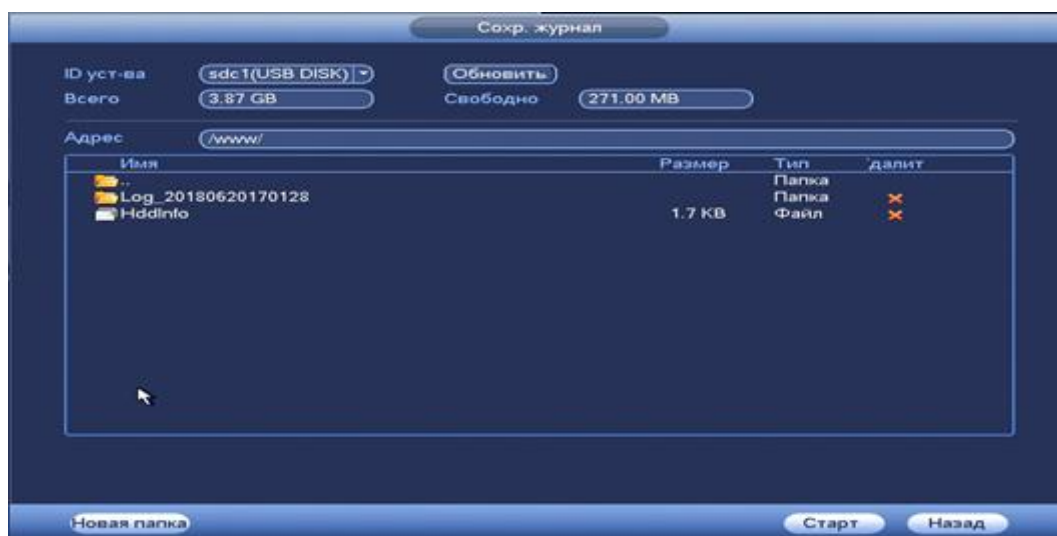 Сохр. журнал
ID уст-ва sdc1(USB DISK) Обновить
Всего 3.87 GB Свободно 271.00 MB
Адрес /www/
Имя Размер Тип далит
.. Папка
Log_20180620170128 Папка
HddInfo 1.7 KB Файл
Новая папка Старт Назад